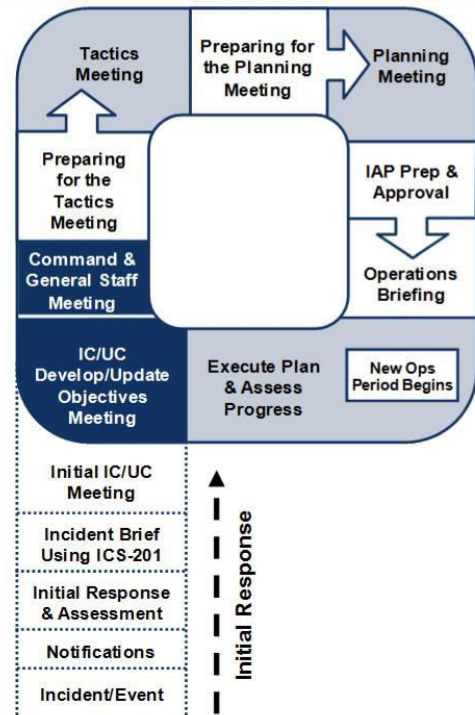 Tactics
Meeting
Preparing for
the Planning
Meeting
Planning
Meeting
Preparing
for the
Tactics
Meeting
IAP Prep &
Approval
Command &
General Staff
Meeting
Operations
Briefing
IC/UC
Develop/Update
Objectives
Meeting
Execute Plan
& Assess
Progress
New Ops
Period Begins
Initial IC/UC
Meeting
Incident Brief
Using ICS-201
Initial Response
& Assessment
Notifications
Incident/Event
Initial Response